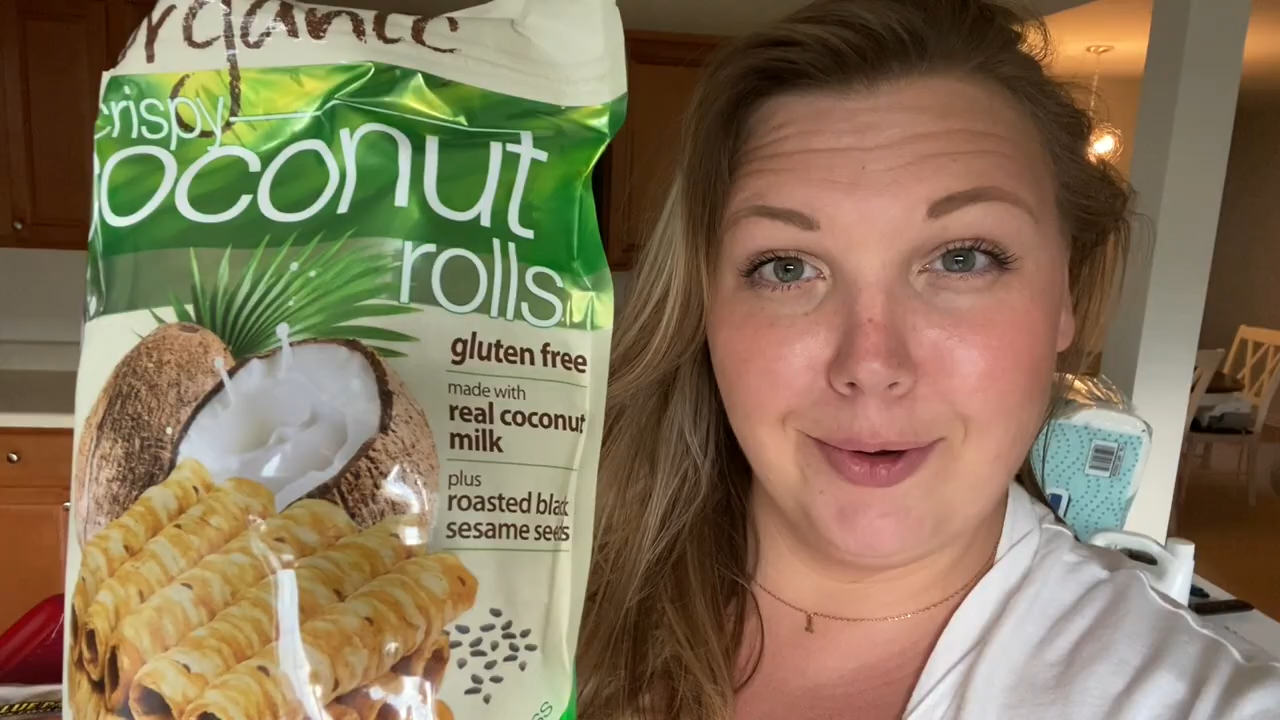 crispy
coconut
rolls
gluten free
made with
real coconut
milk
plus
roasted black
sesame seeds